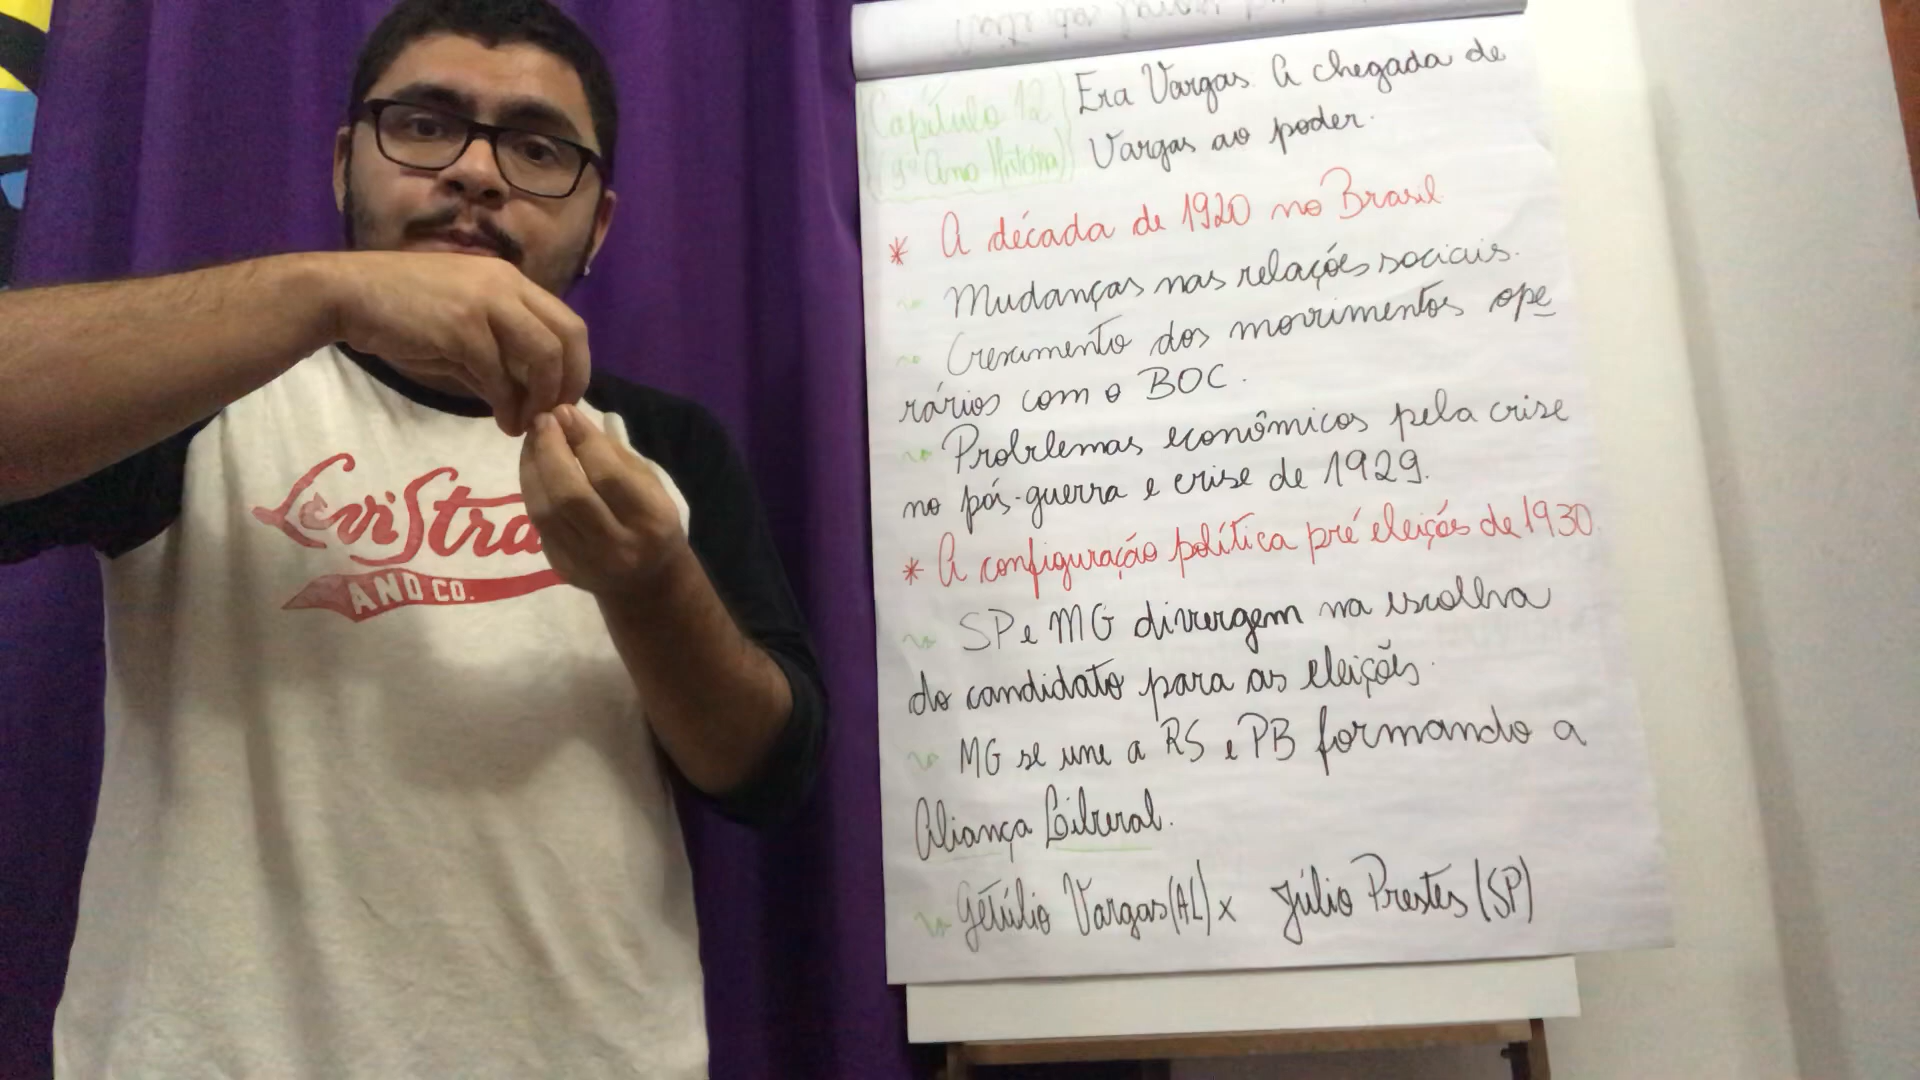 Capítulo 12
(9º Ano História)
Era Vargas. A chegada de
Vargas ao poder.
* A década de 1920 no Brasil
Mudanças nas relações sociais.
Crescimento dos movimentos ope
rários com o BOC.
Problemas econômicos pela crise
no pós-guerra e crise de 1929.
* A configuração política pré eleições de 1930.
SP e MG divergem na escolha
do candidato para as eleições.
MG se une a RS e PB formando a
Aliança Liberal.
Getúlio Vargas (AL) x Júlio Prestes (SP)
Levi Stra
AND CO.